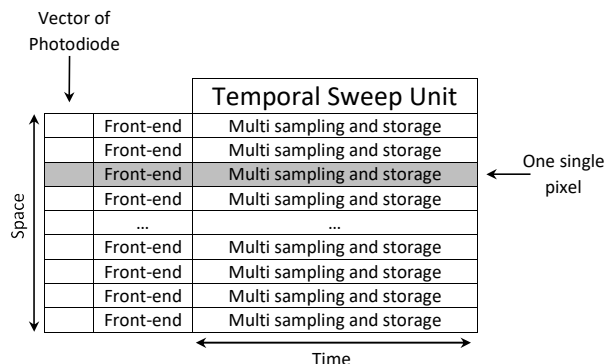 Vector of
Photodiode
Temporal Sweep Unit
Front-end Multi sampling and storage
Front-end Multi sampling and storage
Front-end Multi sampling and storage
Front-end Multi sampling and storage
... ...
Front-end Multi sampling and storage
Front-end Multi sampling and storage
Front-end Multi sampling and storage
Front-end Multi sampling and storage
One single
pixel
Space
Time